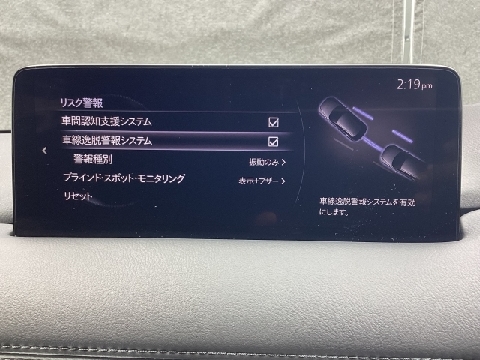 2:19pm
リスク警報
車間認知支援システム
車線逸脱警報システム
警報種別
振動のみ
ブラインド・スポット・モニタリング
表示+ブザー
リセット
車線逸脱警報システムを有効
にします。